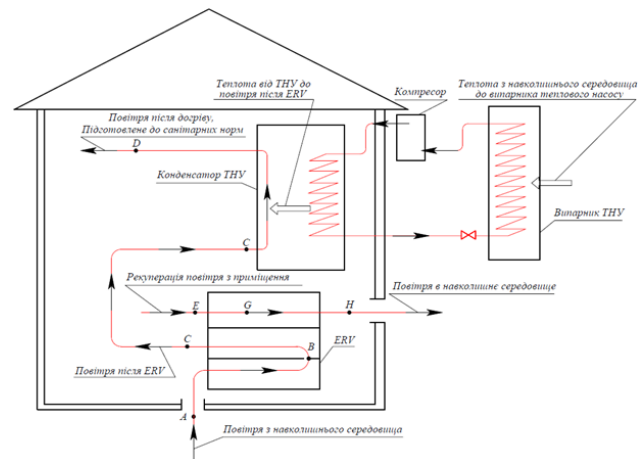 Теплота від ТНУ до
повітря після ERV
Компресор
Теплота з навколишнього середовища
до випарника теплового насосу
Повітря після догріву,
Підготовлене до санітарних норм
D
Конденсатор ТНУ
Випарник ТНУ
C
Рекуперація повітря з приміщення
Повітря в навколишнє середовище
E
G
H
C
B
ERV
Повітря після ERV
A
Повітря з навколишнього середовища